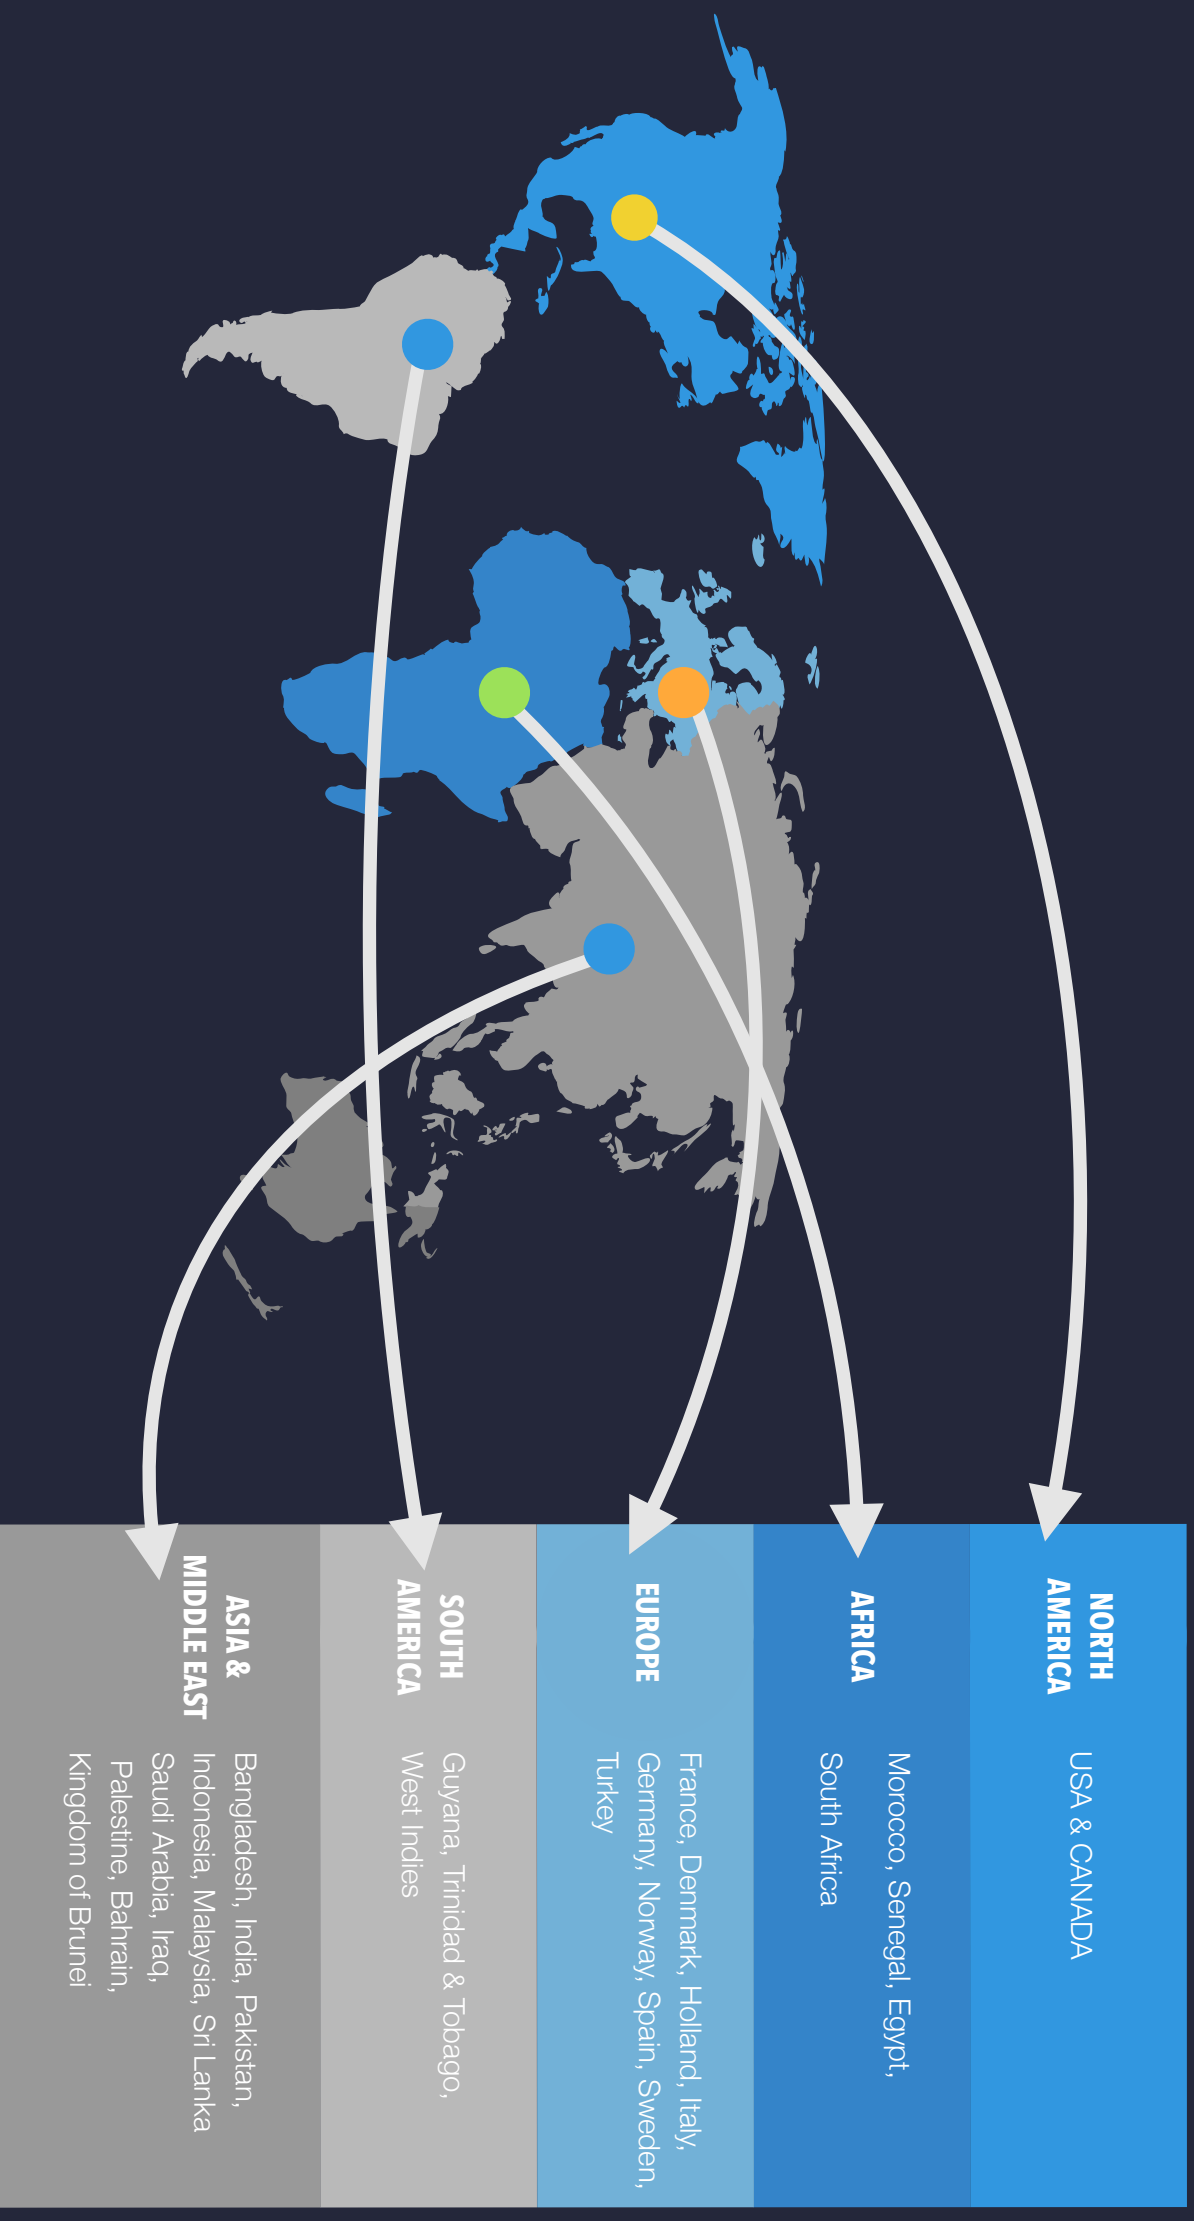 NORTH
AMERICA
USA & CANADA
AFRICA
Morocco, Senegal, Egypt,
South Africa
EUROPE
France, Denmark, Holland, Italy,
Germany, Norway, Spain, Sweden,
Turkey
SOUTH
AMERICA
Guyana, Trinidad & Tobago,
West Indies
ASIA &
MIDDLE EAST
Bangladesh, India, Pakistan,
Indonesia, Malaysia, Sri Lanka
Saudi Arabia, Iraq,
Palestine, Bahrain,
Kingdom of Brunei